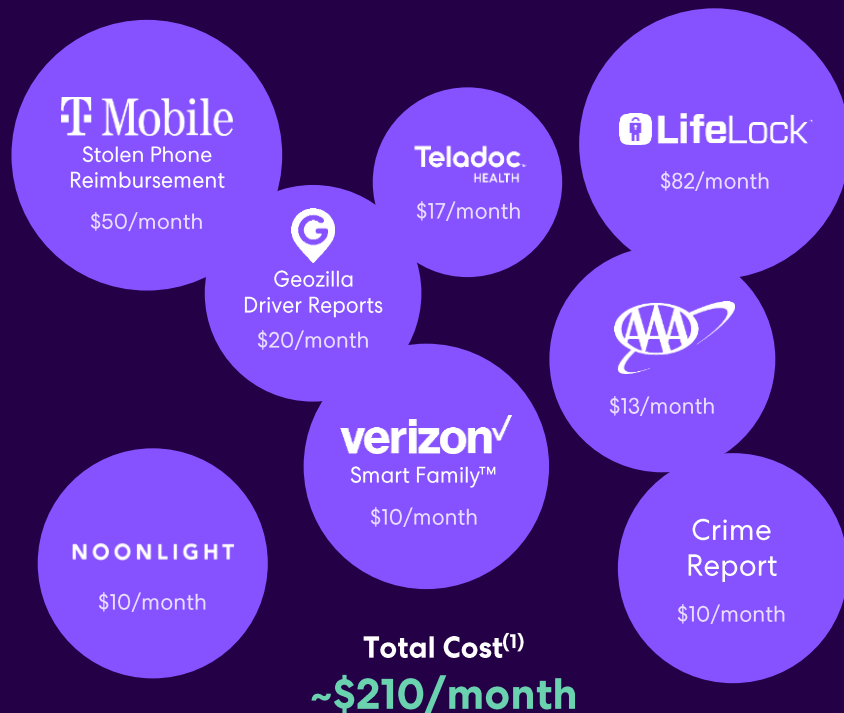 T Mobile
Stolen Phone
Reimbursement
$50/month
Teladoc.
HEALTH
$17/month
LifeLock
$82/month
G
Geozilla
Driver Reports
$20/month
AAA
$13/month
verizon✓
Smart Family™
$10/month
NOONLIGHT
$10/month
Crime
Report
$10/month
Total Cost(1)
~$210/month